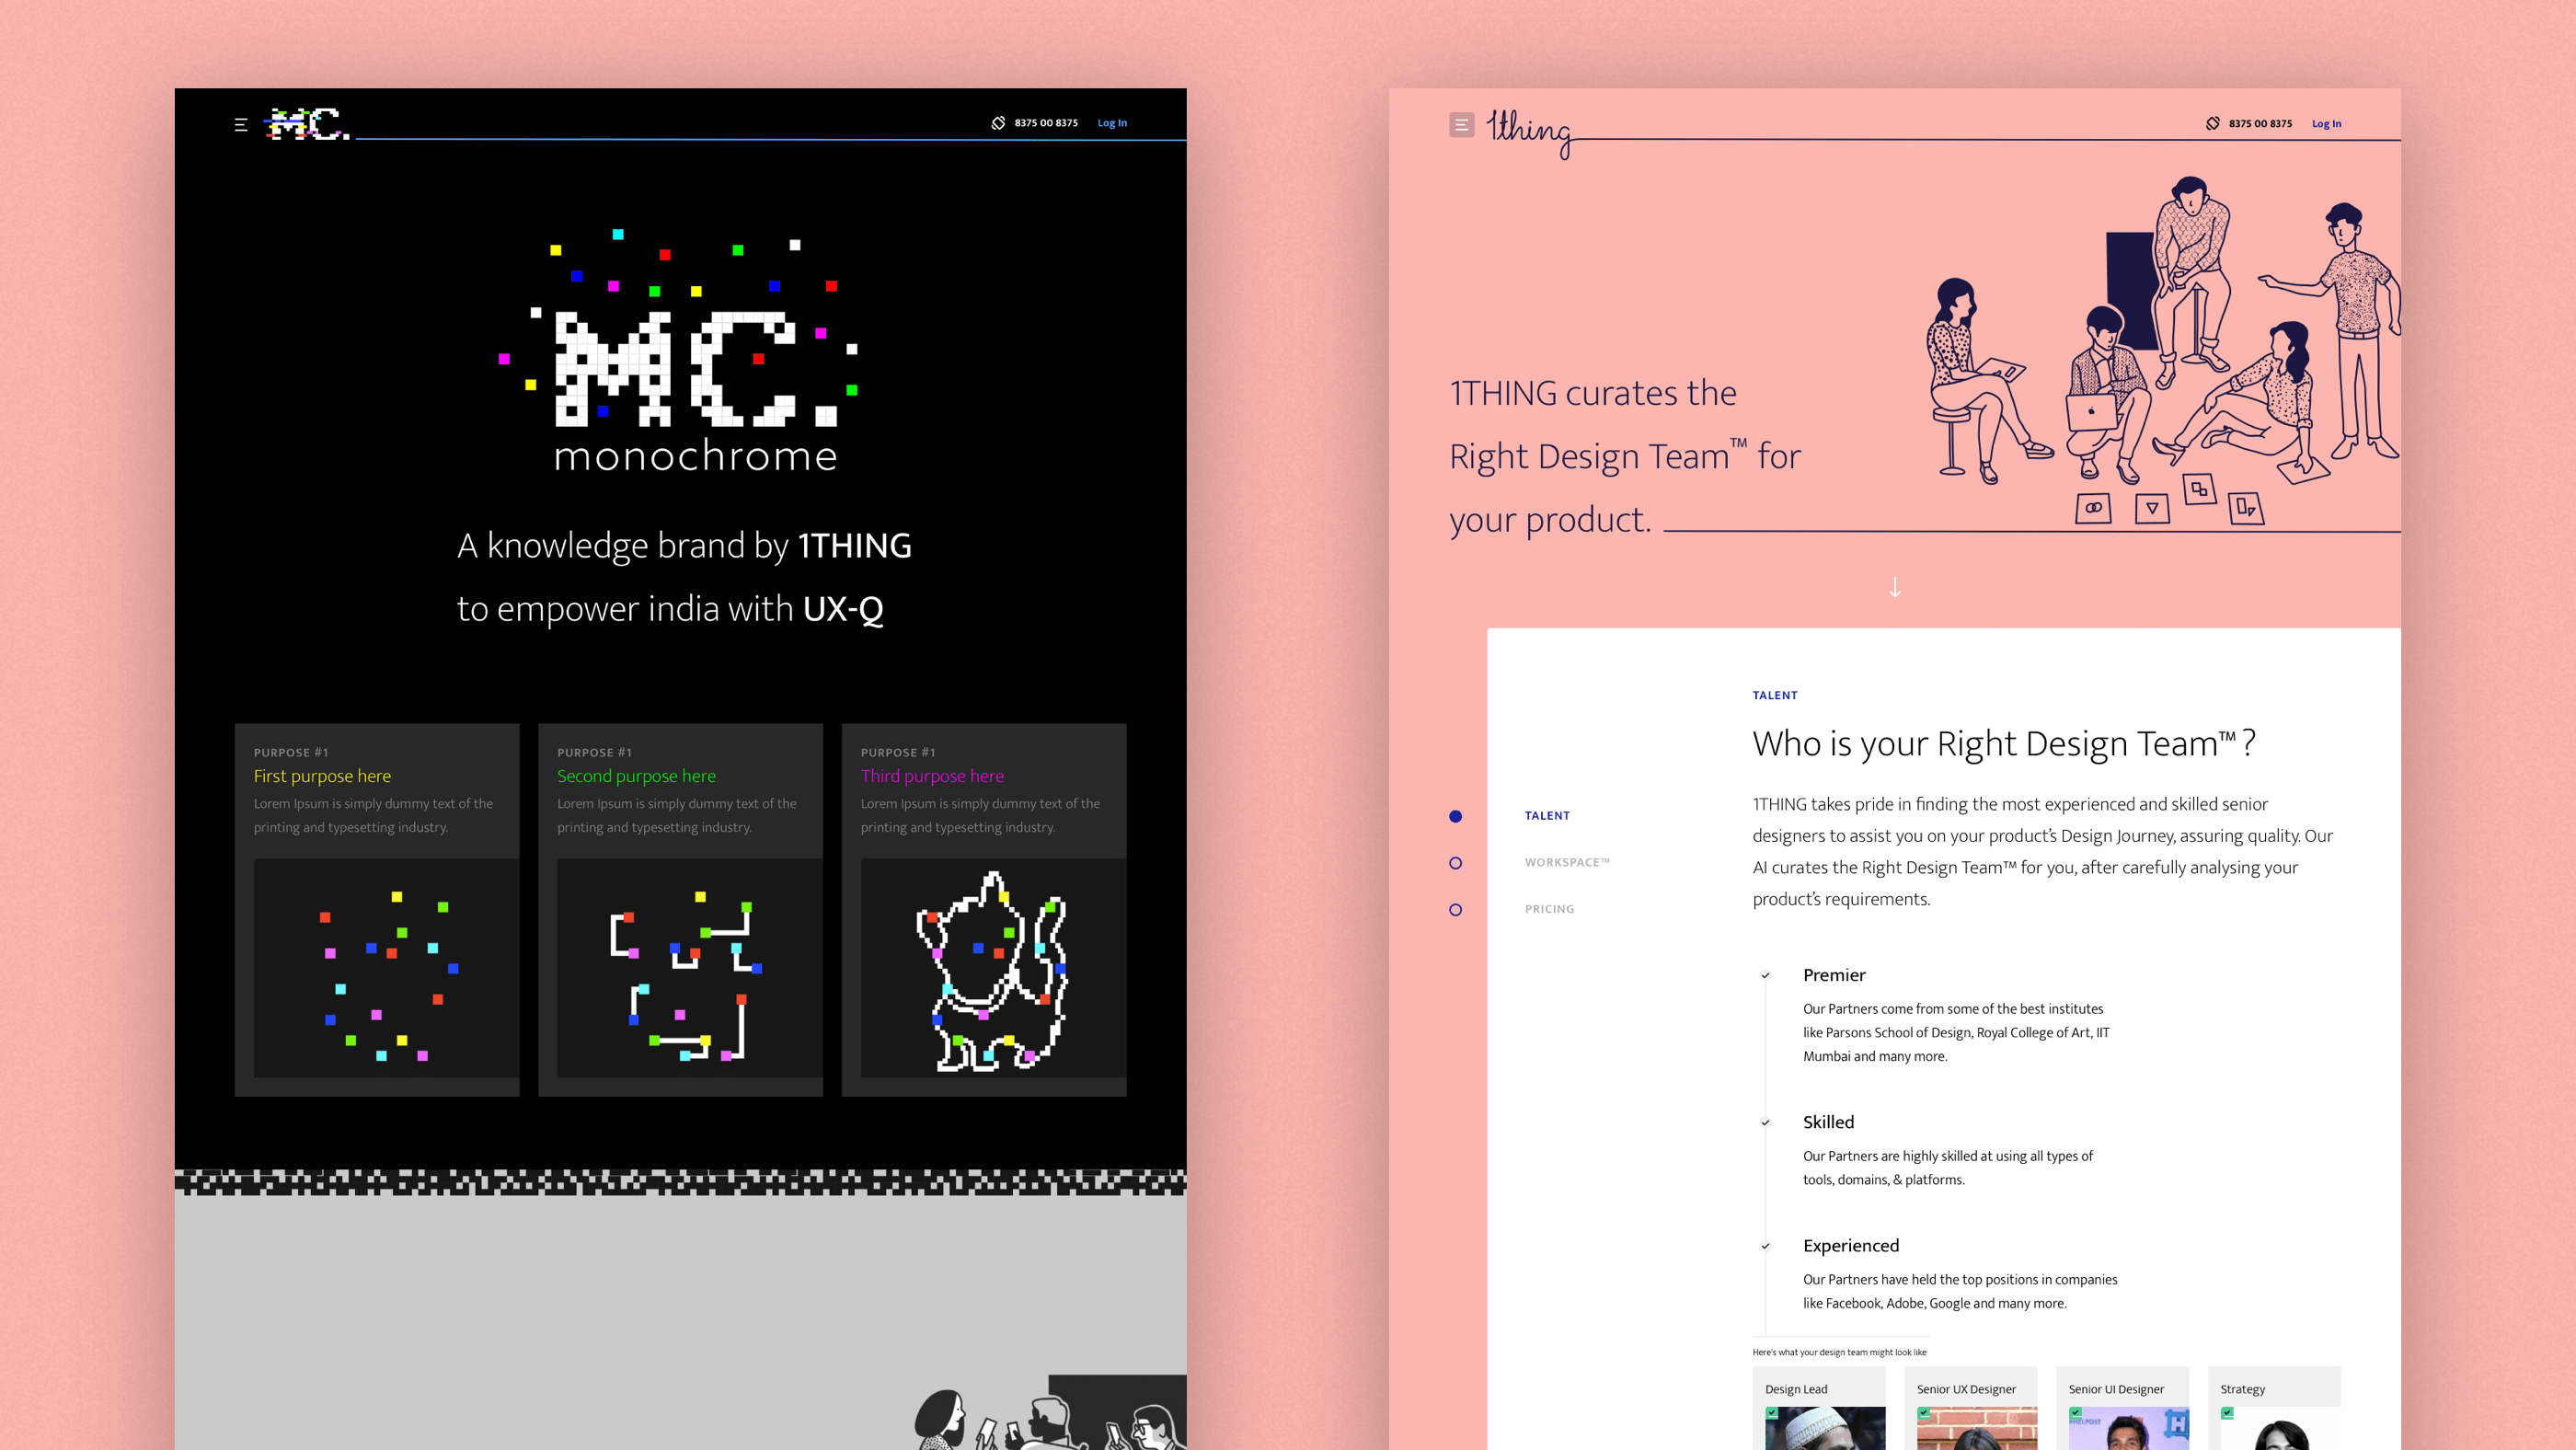 MC.
8375 00 8375
Log In
MC.
monochrome
A knowledge brand by 1THING
to empower india with UX-Q
PURPOSE #1
First purpose here
Lorem Ipsum is simply dummy text of the
printing and typesetting industry.
PURPOSE #1
Second purpose here
Lorem Ipsum is simply dummy text of the
printing and typesetting industry.
PURPOSE #1
Third purpose here
Lorem Ipsum is simply dummy text of the
printing and typesetting industry.
1thing
8375 00 8375
Log In
1THING curates the
Right Design Team™ for
your product.
TALENT
WORKSPACE™
PRICING
TALENT
Who is your Right Design Team™ ?
1THING takes pride in finding the most experienced and skilled senior
designers to assist you on your product’s Design Journey, assuring quality. Our
AI curates the Right Design Team™ for you, after carefully analysing your
product’s requirements.
Premier
Our Partners come from some of the best institutes
like Parsons School of Design, Royal College of Art, IIT
Mumbai and many more.
Skilled
Our Partners are highly skilled at using all types of
tools, domains, & platforms.
Experienced
Our Partners have held the top positions in companies
like Facebook, Adobe, Google and many more.
Here's what your design team might look like
Design Lead
Senior UX Designer
Senior UI Designer
Strategy